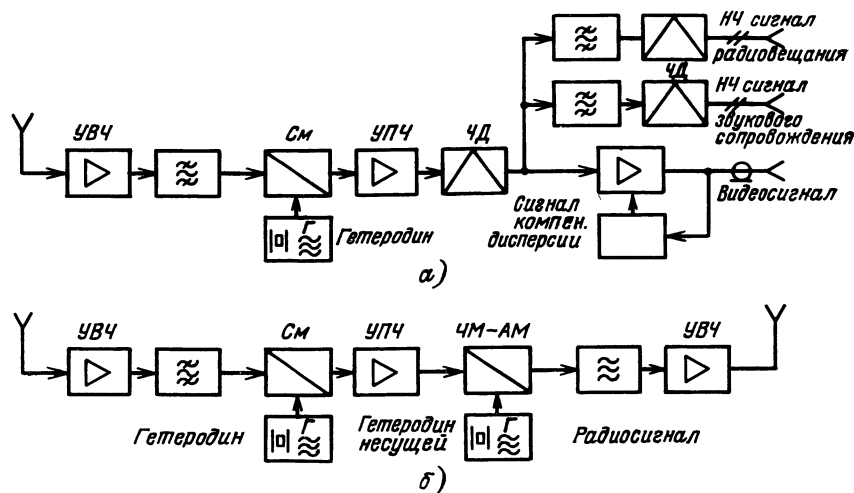 НЧ сигнал
радиовещания
ЧД
НЧ сигнал
звукового
сопровождения
УВЧ
См
УПЧ
ЧД
Г
Гетеродин
Сигнал
компен.
дисперсии
Видеосигнал
а)
УВЧ
См
УПЧ
ЧМ-АМ
УВЧ
Гетеродин
Г
Гетеродин
несущей
Г
Радиосигнал
б)